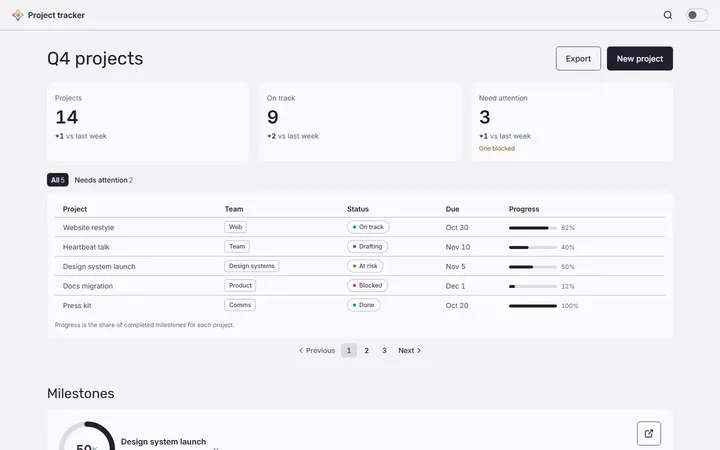 Project tracker
Q4 projects
Export
New project
Projects
14
+1 vs last week
On track
9
+2 vs last week
Need attention
3
+1 vs last week
One blocked
All 5
Needs attention 2
Project Team Status Due Progress
Website restyle Web On track Oct 30 82%
Heartbeat talk Team Drafting Nov 10 40%
Design system launch Design systems At risk Nov 5 50%
Docs migration Product Blocked Dec 1 12%
Press kit Comms Done Oct 20 100%
Progress is the share of completed milestones for each project.
Previous 1 2 3 Next
Milestones
50%
Design system launch